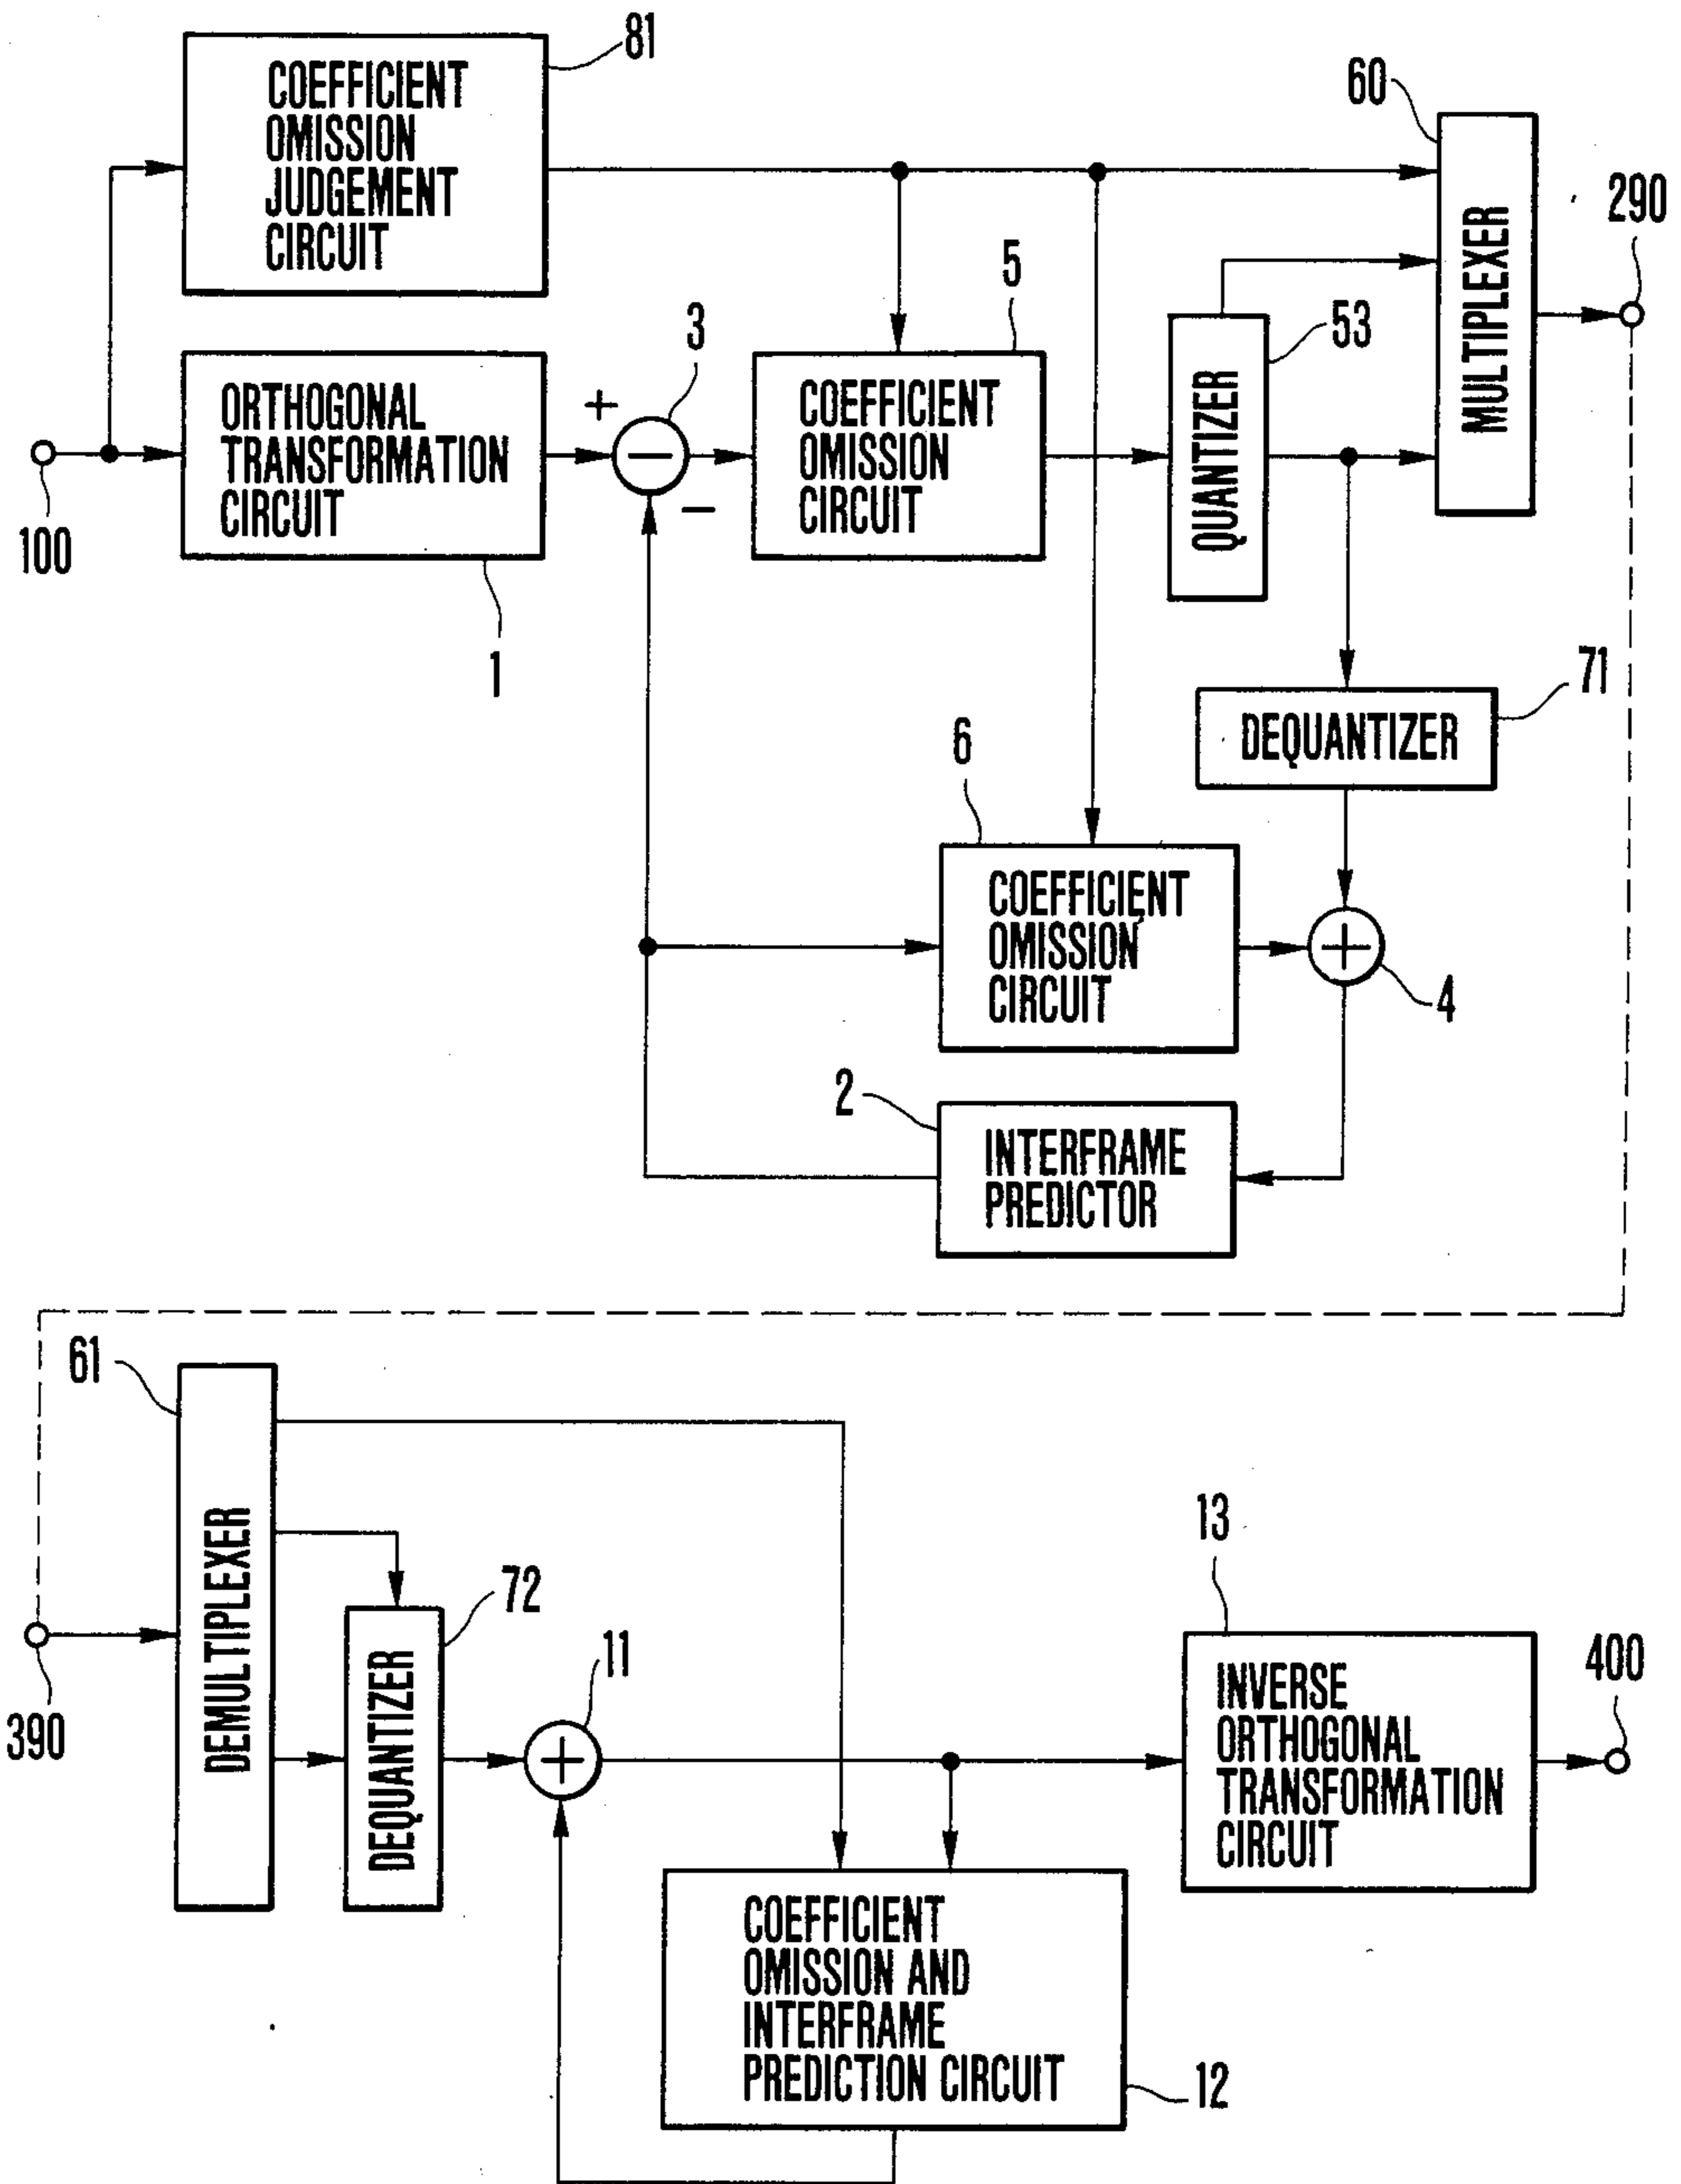 81
COEFFICIENT
OMISSION
JUDGEMENT
CIRCUIT
60
MULTIPLEXER
290
5
3
53
+
−
−
ORTHOGONAL
TRANSFORMATION
CIRCUIT
COEFFICIENT
OMISSION
CIRCUIT
QUANTIZER
100
1
71
DEQUANTIZER
6
COEFFICIENT
OMISSION
CIRCUIT
+
4
2
INTERFRAME
PREDICTOR
61
DEMULTIPLEXER
390
72
DEQUANTIZER
11
+
13
INVERSE
ORTHOGONAL
TRANSFORMATION
CIRCUIT
400
COEFFICIENT
OMISSION AND
INTERFRAME
PREDICTION CIRCUIT
12